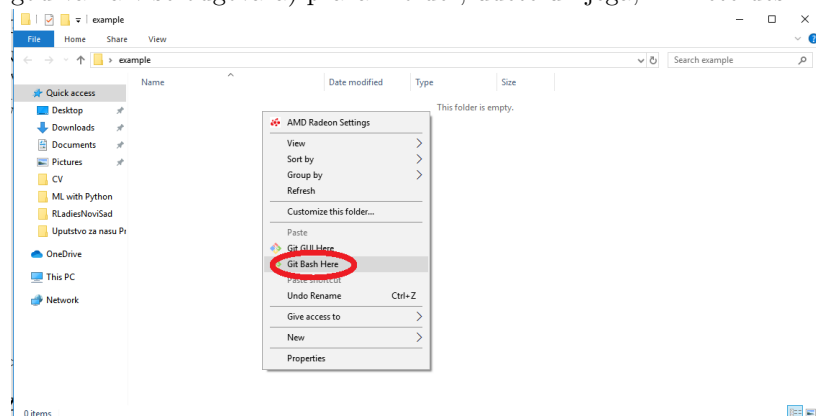 example
File Home Share View
example
Search example
Name Date modified Type Size
This folder is empty.
Quick access
Desktop
Downloads
Documents
Pictures
CV
ML with Python
RLadiesNoviSad
Uputstvo za nasu Pr
OneDrive
This PC
Network
AMD Radeon Settings
View
Sort by
Group by
Refresh
Customize this folder...
Paste
Git GUI Here
Git Bash Here
Paste shortcut
Undo Rename Ctrl+Z
Give access to
New
Properties
0 items